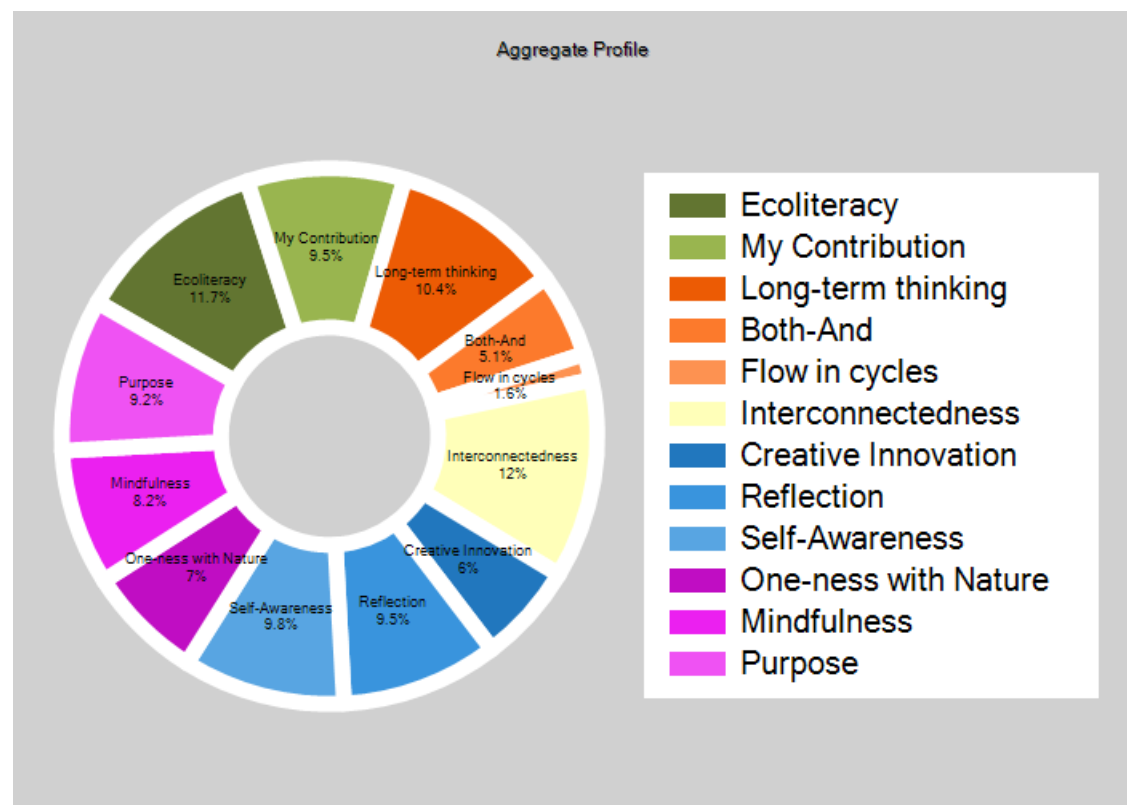 Aggregate Profile
My Contribution
9.5%
Long-term thinking
10.4%
Ecoliteracy
11.7%
Both-And
5.1%
Flow in cycles
1.6%
Purpose
9.2%
Interconnectedness
12%
Mindfulness
8.2%
One-ness with Nature
7%
Creative Innovation
6%
Self-Awareness
9.8%
Reflection
9.5%
Ecoliteracy
My Contribution
Long-term thinking
Both-And
Flow in cycles
Interconnectedness
Creative Innovation
Reflection
Self-Awareness
One-ness with Nature
Mindfulness
Purpose